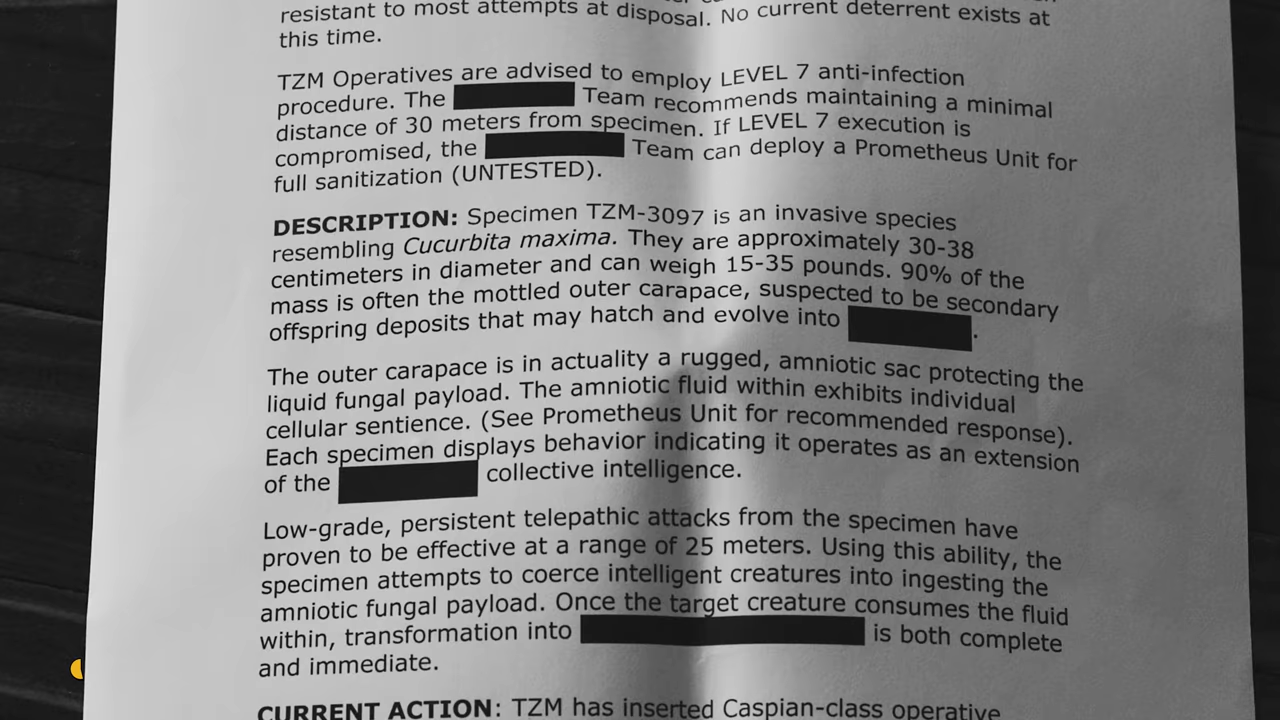 resistant to most attempts at disposal. No current deterrent exists at
this time.
TZM Operatives are advised to employ LEVEL 7 anti-infection
procedure. The Team recommends maintaining a minimal
distance of 30 meters from specimen. If LEVEL 7 execution is
compromised, the Team can deploy a Prometheus Unit for
full sanitization (UNTESTED).
DESCRIPTION: Specimen TZM-3097 is an invasive species
resembling Cucurbita maxima. They are approximately 30-38
centimeters in diameter and can weigh 15-35 pounds. 90% of the
mass is often the mottled outer carapace, suspected to be secondary
offspring deposits that may hatch and evolve into .
The outer carapace is in actuality a rugged, amniotic sac protecting the
liquid fungal payload. The amniotic fluid within exhibits individual
cellular sentience. (See Prometheus Unit for recommended response).
Each specimen displays behavior indicating it operates as an extension
of the collective intelligence.
Low-grade, persistent telepathic attacks from the specimen have
proven to be effective at a range of 25 meters. Using this ability, the
specimen attempts to coerce intelligent creatures into ingesting the
amniotic fungal payload. Once the target creature consumes the fluid
within, transformation into is both complete
and immediate.
CURRENT ACTION: TZM has inserted Caspian-class operative